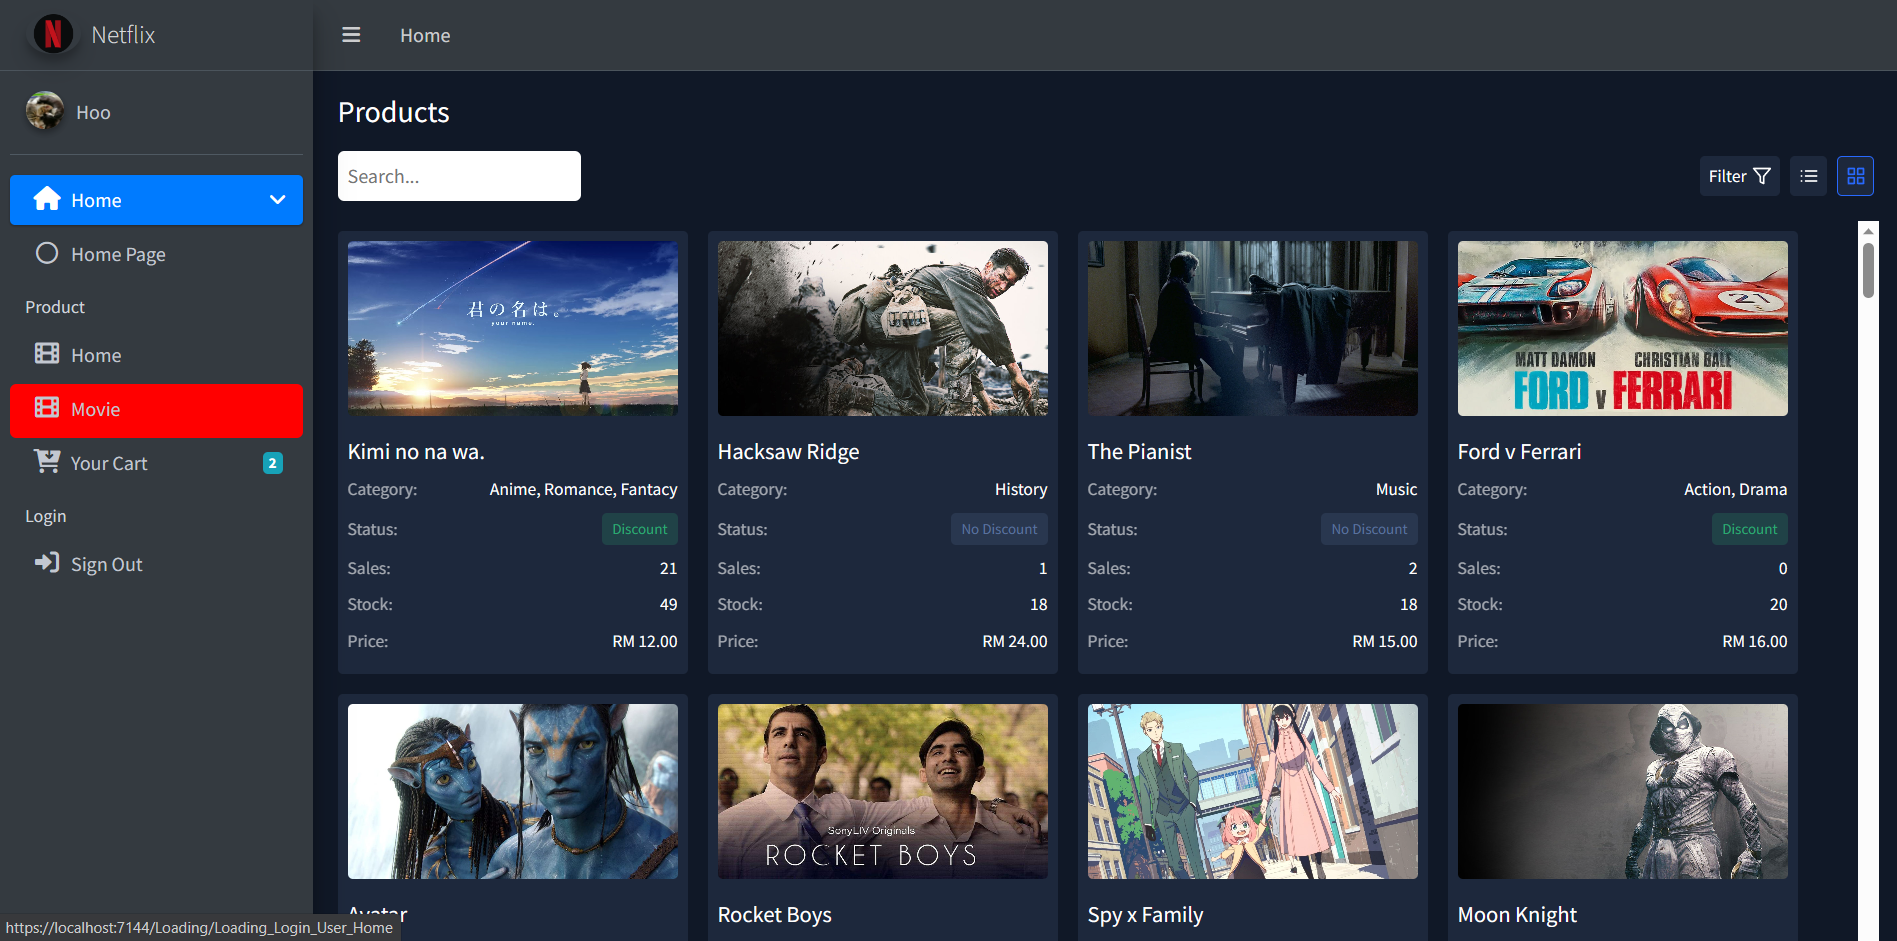 Netflix
Home
Hoo
Home
Home Page
Product
Home
Movie
Your Cart 2
Login
Sign Out
Products
Search...
Filter
君の名は。
your name.
Kimi no na wa.
Category: Anime, Romance, Fantacy
Status: Discount
Sales: 21
Stock: 49
Price: RM 12.00
Hacksaw Ridge
Category: History
Status: No Discount
Sales: 1
Stock: 18
Price: RM 24.00
The Pianist
Category: Music
Status: No Discount
Sales: 2
Stock: 18
Price: RM 15.00
21
MATT DAMON CHRISTIAN BALE
FORD v FERRARI
Ford v Ferrari
Category: Action, Drama
Status: Discount
Sales: 0
Stock: 20
Price: RM 16.00
Avatar
SonyLIV Originals
ROCKET BOYS
Rocket Boys
Spy x Family
Moon Knight
https://localhost:7144/Loading/Loading_Login_User_Home